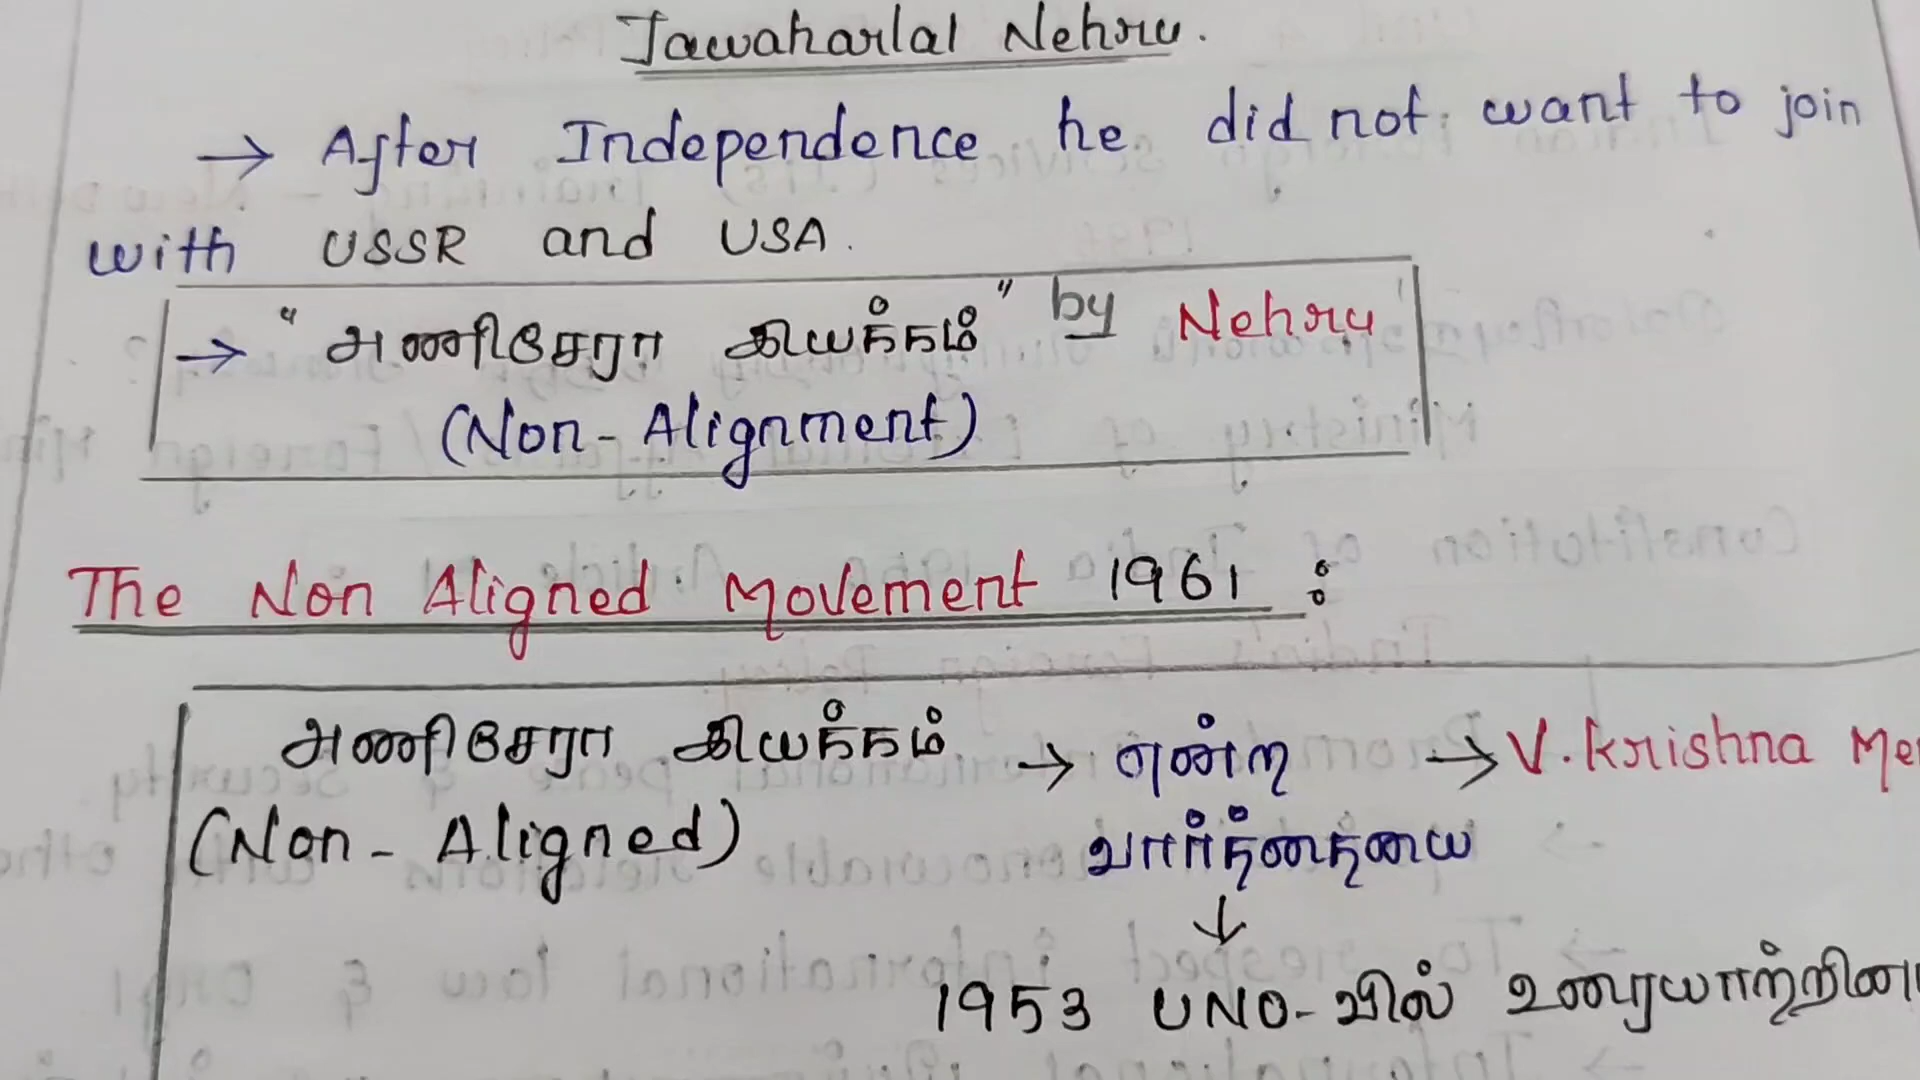 Jawaharlal Nehru.
→ After Independence he did not want to join
with USSR and USA.
→ "அணிசேரா இயக்கம்" by Nehru
(Non-Alignment)
The Non Aligned Movement 1961 :
அணிசேரா இயக்கம் → என்ற → V.Krishna Me
(Non-Aligned) வார்த்தையை
↓
1953 UNO-வில் உரையாற்றினா